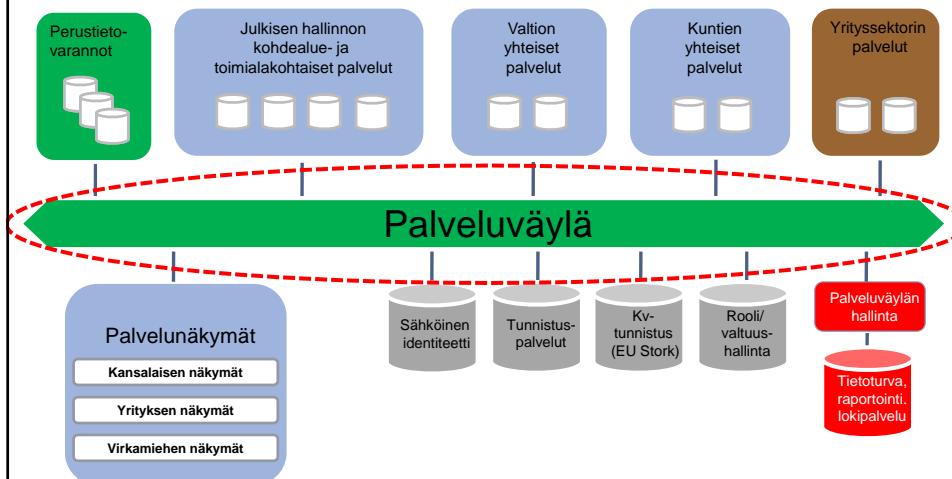 Perustieto-
varannot
Julkisen hallinnon
kohdealue- ja
toimialakohtaiset palvelut
Valtion
yhteiset
palvelut
Kuntien
yhteiset
palvelut
Yrityssektorin
palvelut
Palveluväylä
Palvelunäkymät
Kansalaisen näkymät
Yrityksen näkymät
Virkamiehen näkymät
Sähköinen
identiteetti
Tunnistus-
palvelut
Kv-
tunnistus
(EU Stork)
Rooli/
valtuus-
hallinta
Palveluväylän
hallinta
Tietoturva,
raportointi.
lokipalvelu